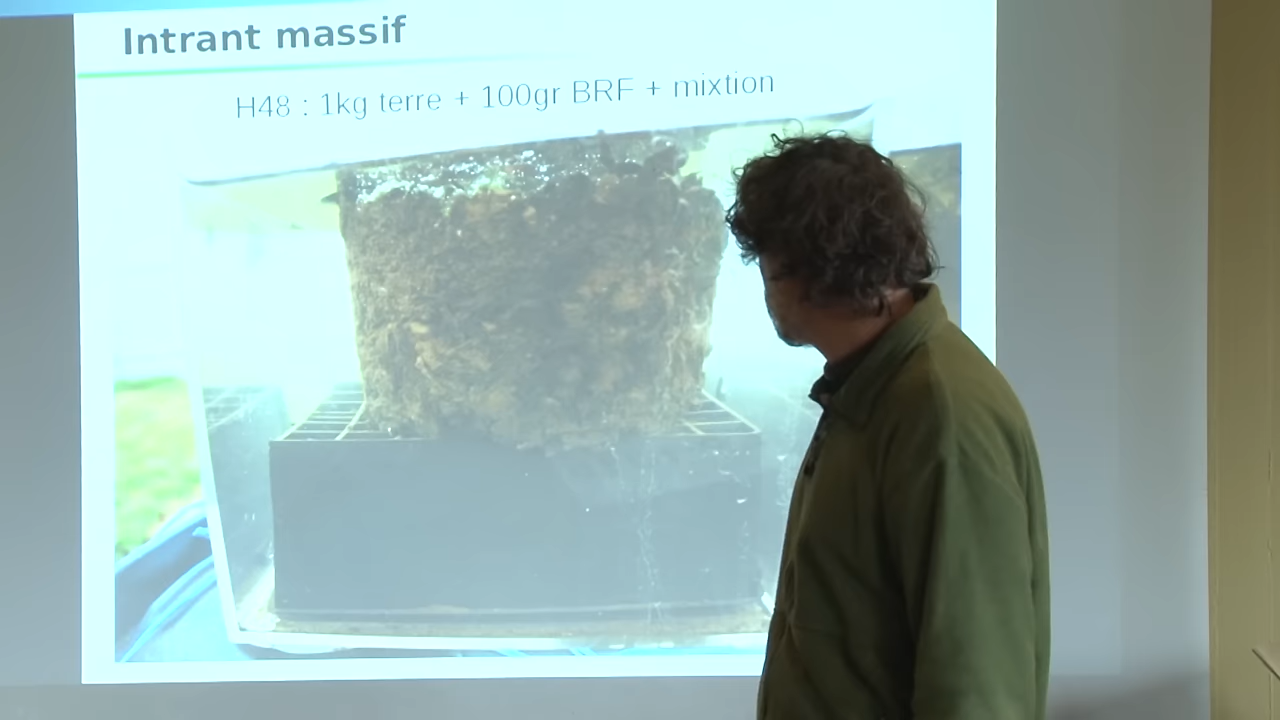 Intrant massif
H48 : 1kg terre + 100gr BRF + mixtion